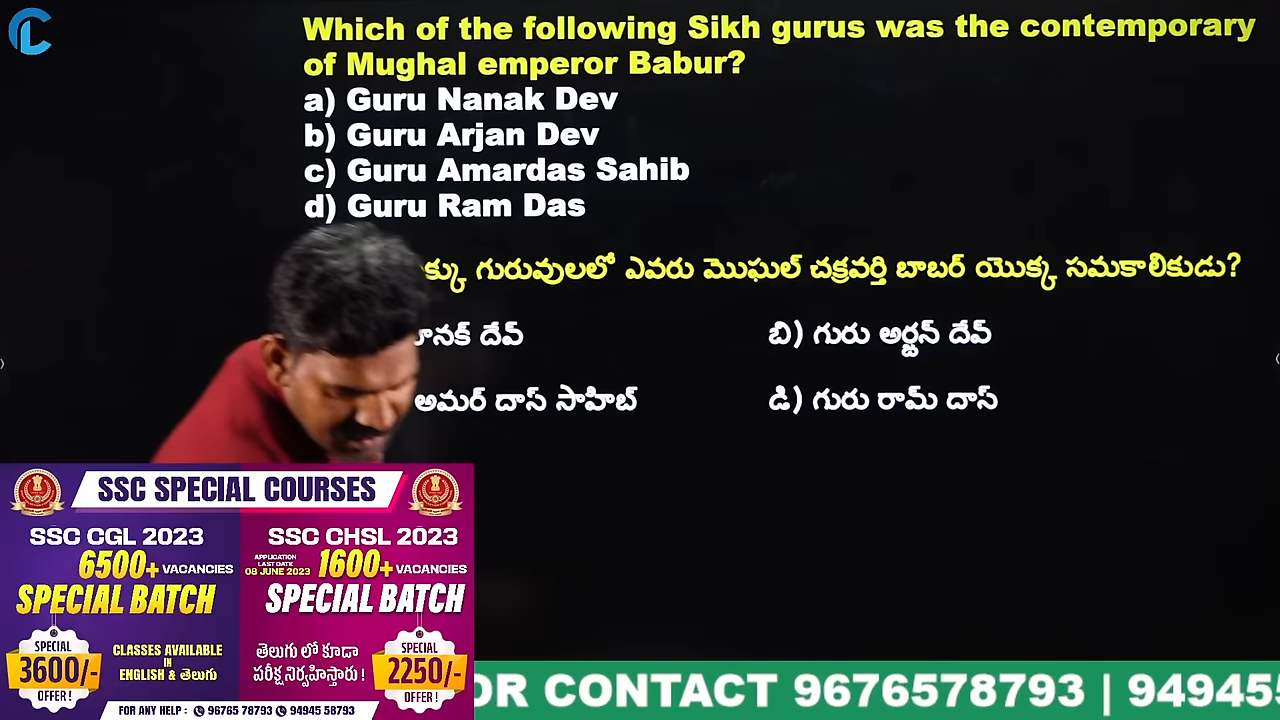 Which of the following Sikh gurus was the contemporary
of Mughal emperor Babur?
a) Guru Nanak Dev
b) Guru Arjan Dev
c) Guru Amardas Sahib
d) Guru Ram Das
గురువులలో ఎవరు మొఘల్ చక్రవర్తి బాబర్ యొక్క సమకాలికుడు?
దేవ్
బి) గురు అర్జన్ దేవ్
అమర్ దాస్ సాహిబ్
డి) గురు రామ్ దాస్
SSC SPECIAL COURSES
SSC CGL 2023
6500+ VACANCIES
SPECIAL BATCH
SPECIAL
3600/-
OFFER !
CLASSES AVAILABLE
IN
ENGLISH & తెలుగు
SSC CHSL 2023
APPLICATION
LAST DATE
08 JUNE 2023
1600+ VACANCIES
SPECIAL BATCH
తెలుగు లో కూడా
పరీక్ష నిర్వహిస్తారు !
SPECIAL
2250/-
OFFER !
FOR ANY HELP : 96765 78793 94945 58793
OR CONTACT 9676578793 | 94945